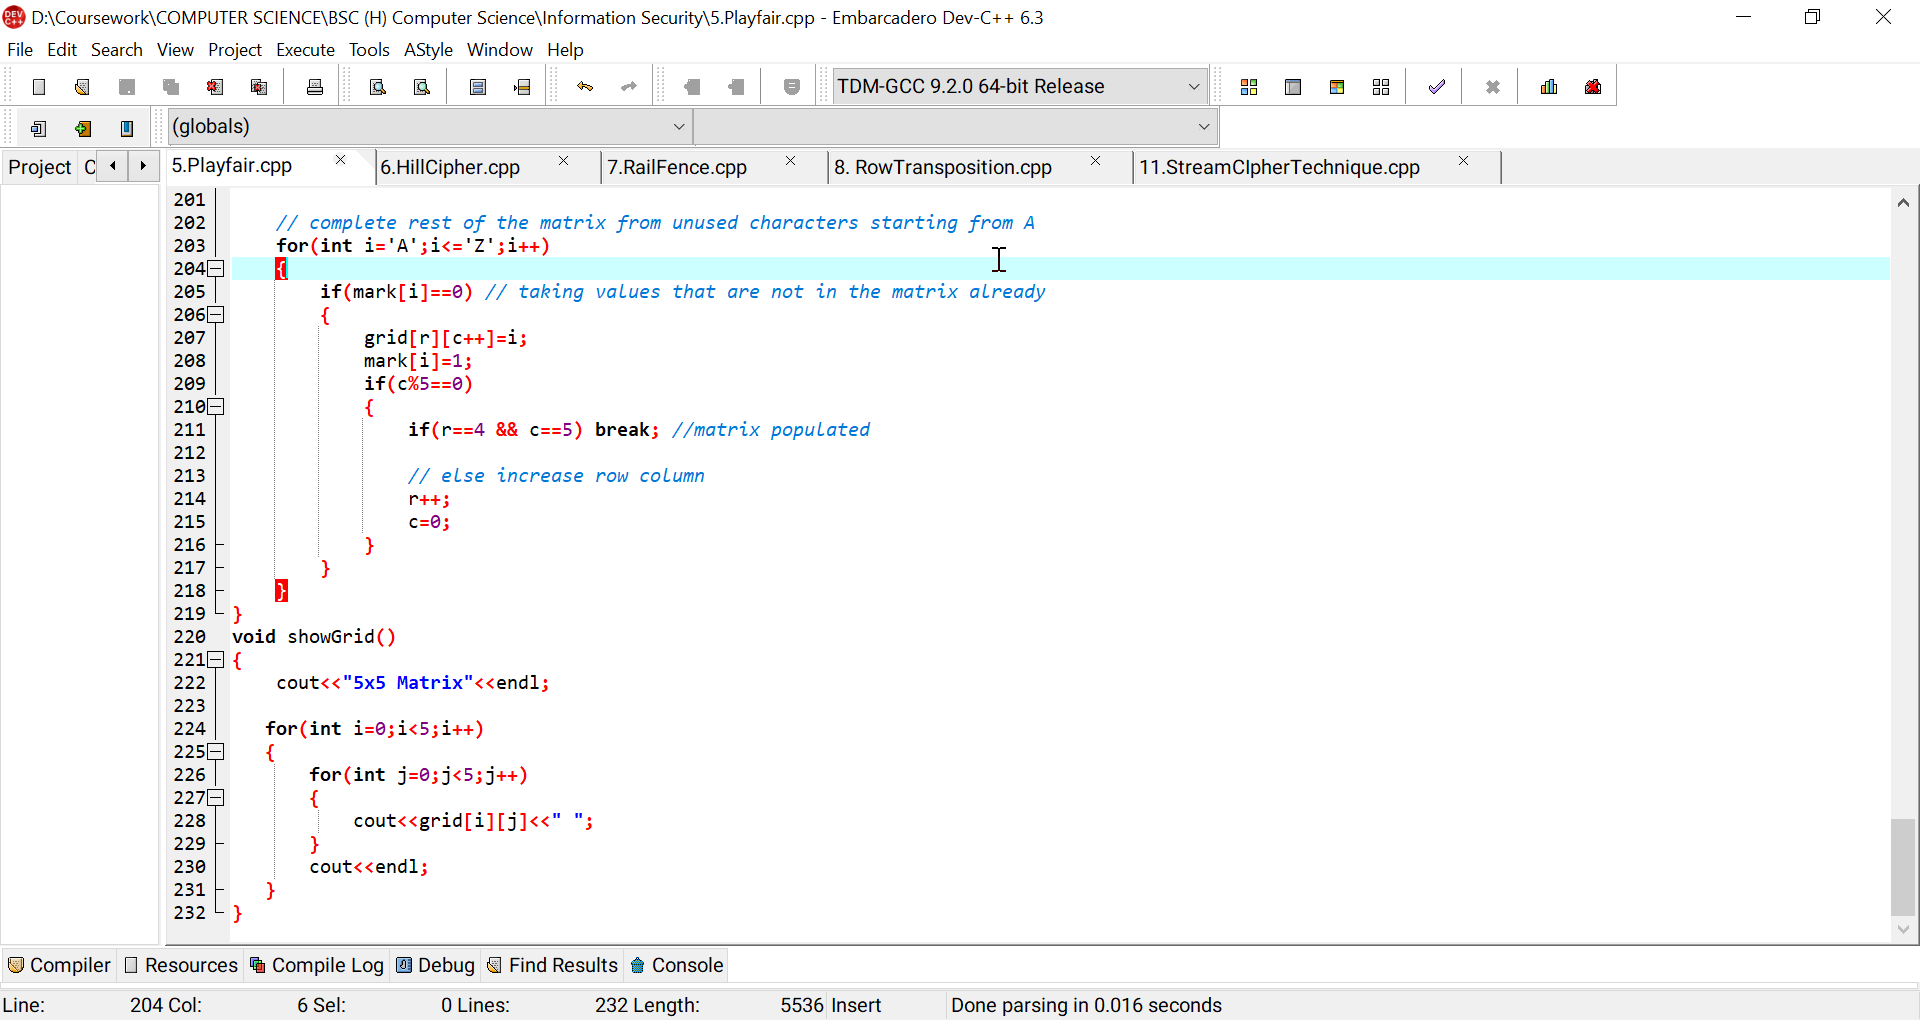 D:\Coursework\COMPUTER SCIENCE\BSC (H) Computer Science\Information Security\5.Playfair.cpp - Embarcadero Dev-C++ 6.3
File Edit Search View Project Execute Tools AStyle Window Help
TDM-GCC 9.2.0 64-bit Release
(globals)
Project C 5.Playfair.cpp 6.HillCipher.cpp 7.RailFence.cpp 8. RowTransposition.cpp 11.StreamCIpherTechnique.cpp
201
202 // complete rest of the matrix from unused characters starting from A
203 for(int i='A';i<='Z';i++)
204 {
205 if(mark[i]==0) // taking values that are not in the matrix already
206 {
207 grid[r][c++]=i;
208 mark[i]=1;
209 if(c%5==0)
210 {
211 if(r==4 && c==5) break; //matrix populated
212
213 // else increase row column
214 r++;
215 c=0;
216 }
217 }
218 }
219 }
220 void showGrid()
221 {
222 cout<<"5x5 Matrix"<<endl;
223
224 for(int i=0;i<5;i++)
225 {
226 for(int j=0;j<5;j++)
227 {
228 cout<<grid[i][j]<<" ";
229 }
230 cout<<endl;
231 }
232 }
Compiler Resources Compile Log Debug Find Results Console
Line: 204 Col: 6 Sel: 0 Lines: 232 Length: 5536 Insert Done parsing in 0.016 seconds